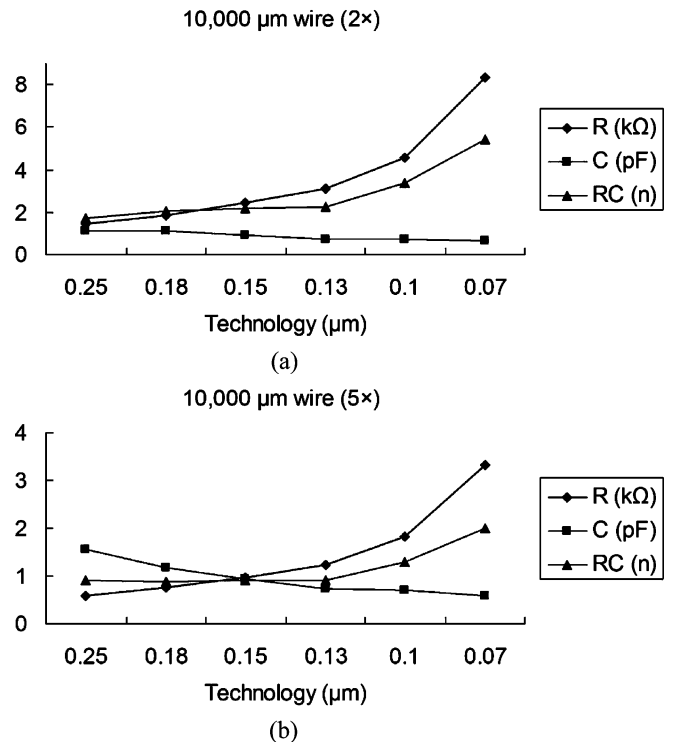 10,000 µm wire (2×)
8
6
4
2
0
0.25 0.18 0.15 0.13 0.1 0.07
Technology (µm)
R (kΩ)
C (pF)
RC (n)
(a)
10,000 µm wire (5×)
4
3
2
1
0
0.25 0.18 0.15 0.13 0.1 0.07
Technology (µm)
R (kΩ)
C (pF)
RC (n)
(b)